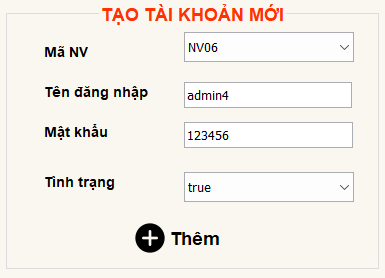 TẠO TÀI KHOẢN MỚI
Mã NV NV06
Tên đăng nhập admin4
Mật khẩu 123456
Tình trạng true
Thêm